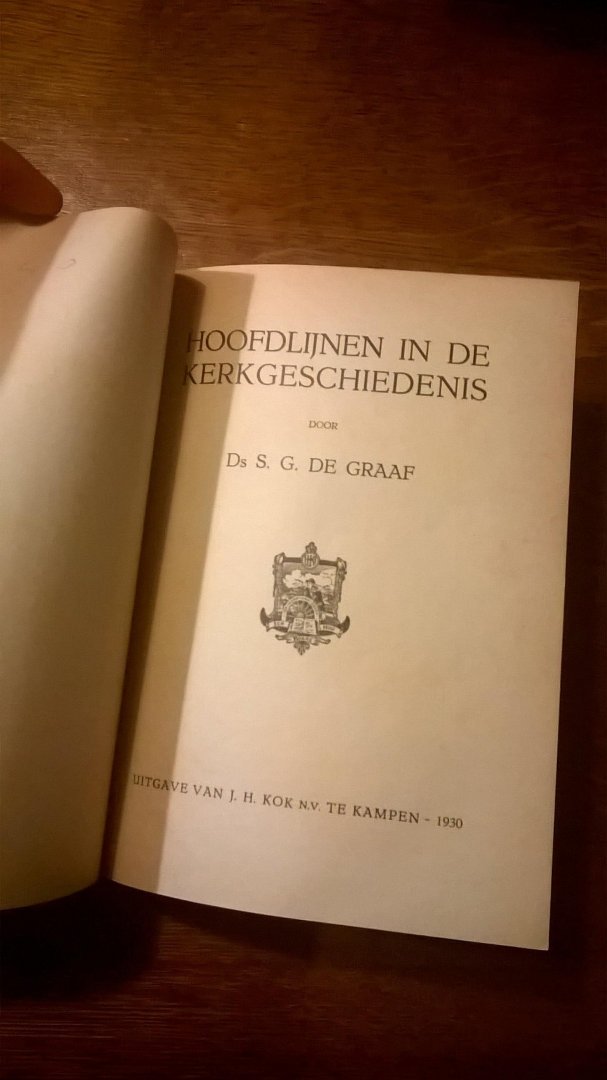 HOOFDLIJNEN IN DE
KERKGESCHIEDENIS
DOOR
Ds S. G. DE GRAAF
UITGAVE VAN J. H. KOK N.V. TE KAMPEN - 1930